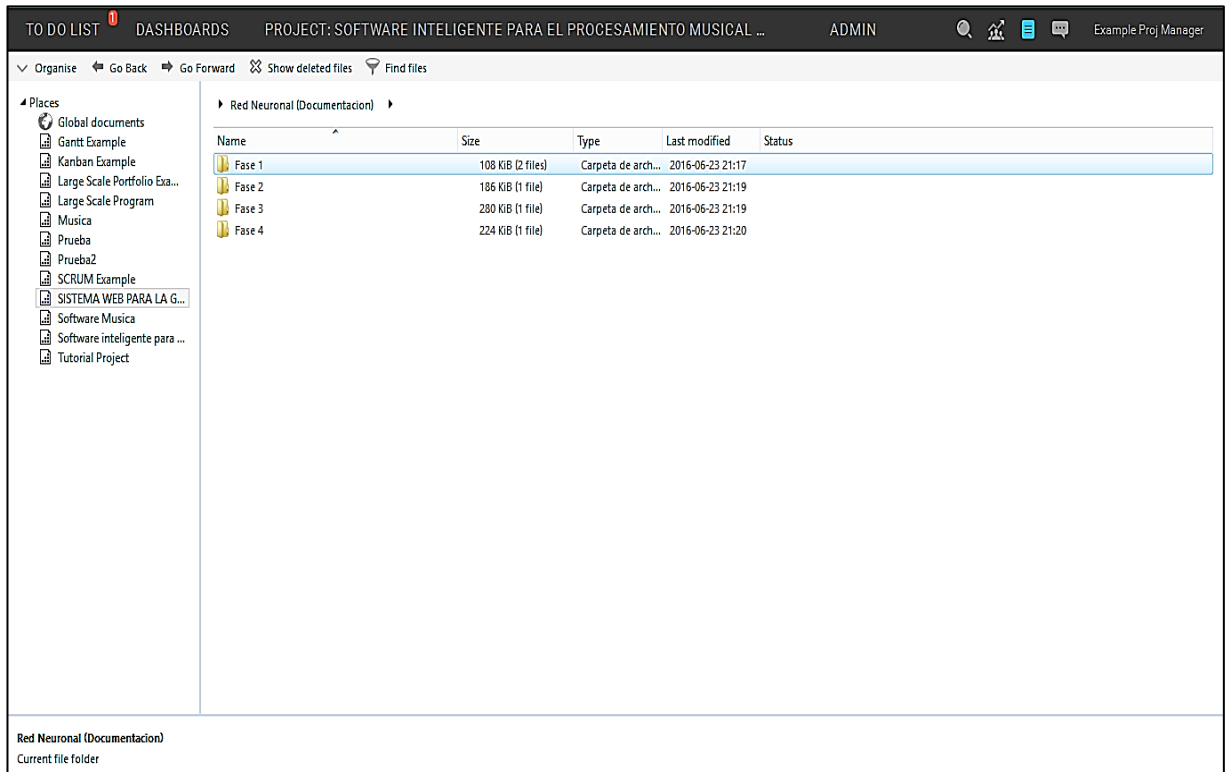 TO DO LIST 1 DASHBOARDS PROJECT: SOFTWARE INTELIGENTE PARA EL PROCESAMIENTO MUSICAL ... ADMIN Example Proj Manager
Organise Go Back Go Forward Show deleted files Find files
Places
Global documents
Gantt Example
Kanban Example
Large Scale Portfolio Exa...
Large Scale Program
Musica
Prueba
Prueba2
SCRUM Example
SISTEMA WEB PARA LA G...
Software Musica
Software inteligente para ...
Tutorial Project
Red Neuronal (Documentacion)
Name Size Type Last modified Status
Fase 1 108 KiB (2 files) Carpeta de arch... 2016-06-23 21:17
Fase 2 186 KiB (1 file) Carpeta de arch... 2016-06-23 21:19
Fase 3 280 KiB (1 file) Carpeta de arch... 2016-06-23 21:19
Fase 4 224 KiB (1 file) Carpeta de arch... 2016-06-23 21:20
Red Neuronal (Documentacion)
Current file folder